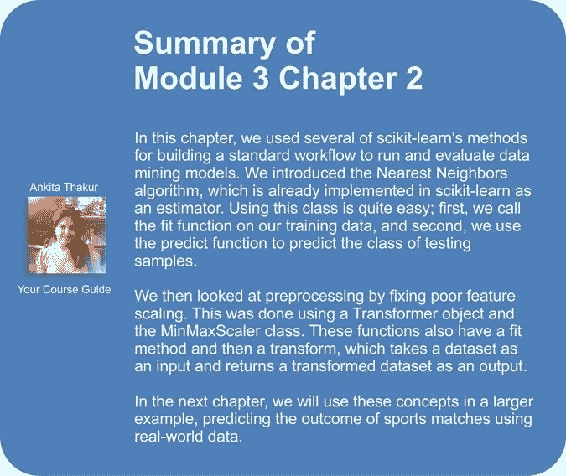 Summary of
Module 3 Chapter 2
In this chapter, we used several of scikit-learn's methods
for building a standard workflow to run and evaluate data
mining models. We introduced the Nearest Neighbors
algorithm, which is already implemented in scikit-learn as
an estimator. Using this class is quite easy; first, we call
the fit function on our training data, and second, we use
the predict function to predict the class of testing
samples.
Ankita Thakur
Your Course Guide
We then looked at preprocessing by fixing poor feature
scaling. This was done using a Transformer object and
the MinMaxScaler class. These functions also have a fit
method and then a transform, which takes a dataset as
an input and returns a transformed dataset as an output.
In the next chapter, we will use these concepts in a larger
example, predicting the outcome of sports matches using
real-world data.